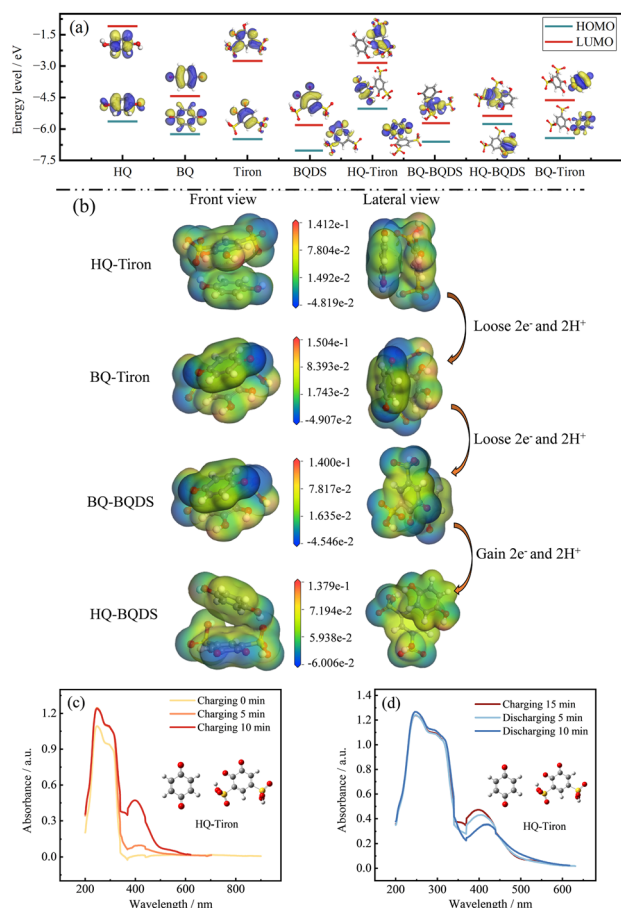 (a)
HOMO
LUMO
Energy level / eV
−1.5
−3.0
−4.5
−6.0
−7.5
HQ BQ Tiron BQDS HQ-Tiron BQ-BQDS HQ-BQDS BQ-Tiron
(b)
Front view Lateral view
HQ-Tiron
1.412e-1
7.804e-2
1.492e-2
-4.819e-2
Loose 2e⁻ and 2H⁺
BQ-Tiron
1.504e-1
8.393e-2
1.743e-2
-4.907e-2
Loose 2e⁻ and 2H⁺
BQ-BQDS
1.400e-1
7.817e-2
1.635e-2
-4.546e-2
Gain 2e⁻ and 2H⁺
HQ-BQDS
1.379e-1
7.194e-2
5.938e-2
-6.006e-2
(c)
Charging 0 min
Charging 5 min
Charging 10 min
HQ-Tiron
Absorbance / a.u.
1.2
0.9
0.6
0.3
0.0
200 400 600 800
Wavelength / nm
(d)
Charging 15 min
Discharging 5 min
Discharging 10 min
HQ-Tiron
Absorbance / a.u.
1.4
1.2
1.0
0.8
0.6
0.4
0.2
0.0
200 300 400 500 600
Wavelength / nm